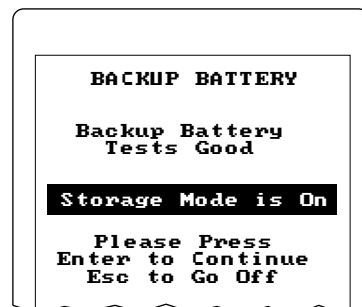 BACKUP BATTERY
Backup Battery
Tests Good
Storage Mode is On
Please Press
Enter to Continue
Esc to Go Off